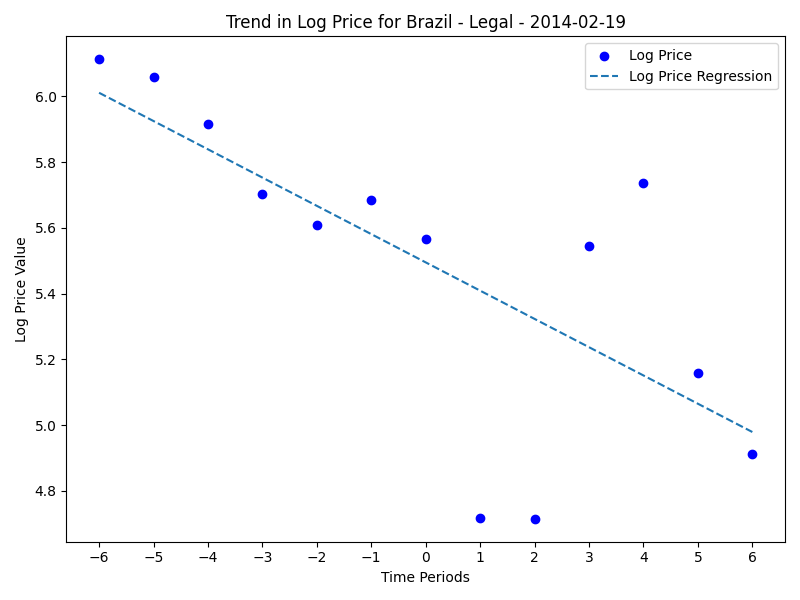 Trend in Log Price for Brazil - Legal - 2014-02-19
Log Price
Log Price Regression
6.0
5.8
5.6
5.4
5.2
5.0
4.8
Log Price Value
−6 −5 −4 −3 −2 −1 0 1 2 3 4 5 6
Time Periods